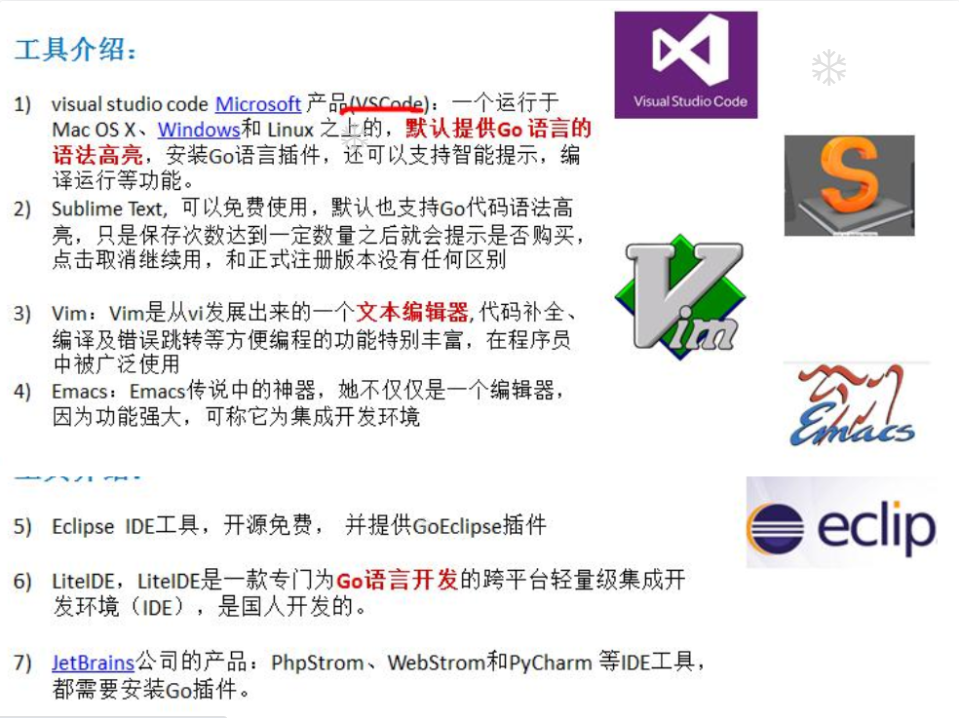 工具介绍：
Visual Studio Code
1) visual studio code Microsoft 产品(VSCode)：一个运行于
Mac OS X、Windows和 Linux 之上的，默认提供Go 语言的
语法高亮，安装Go语言插件，还可以支持智能提示，编
译运行等功能。
S
2) Sublime Text, 可以免费使用，默认也支持Go代码语法高
亮，只是保存次数达到一定数量之后就会提示是否购买，
点击取消继续用，和正式注册版本没有任何区别
Vim
3) Vim：Vim是从vi发展出来的一个文本编辑器, 代码补全、
编译及错误跳转等方便编程的功能特别丰富，在程序员
中被广泛使用
4) Emacs：Emacs传说中的神器，她不仅仅是一个编辑器，
因为功能强大，可称它为集成开发环境
Emacs
工具介绍：
5) Eclipse IDE工具，开源免费， 并提供GoEclipse插件
eclip
6) LiteIDE，LiteIDE是一款专门为Go语言开发的跨平台轻量级集成开
发环境（IDE），是国人开发的。
7) JetBrains公司的产品：PhpStrom、WebStrom和PyCharm 等IDE工具，
都需要安装Go插件。